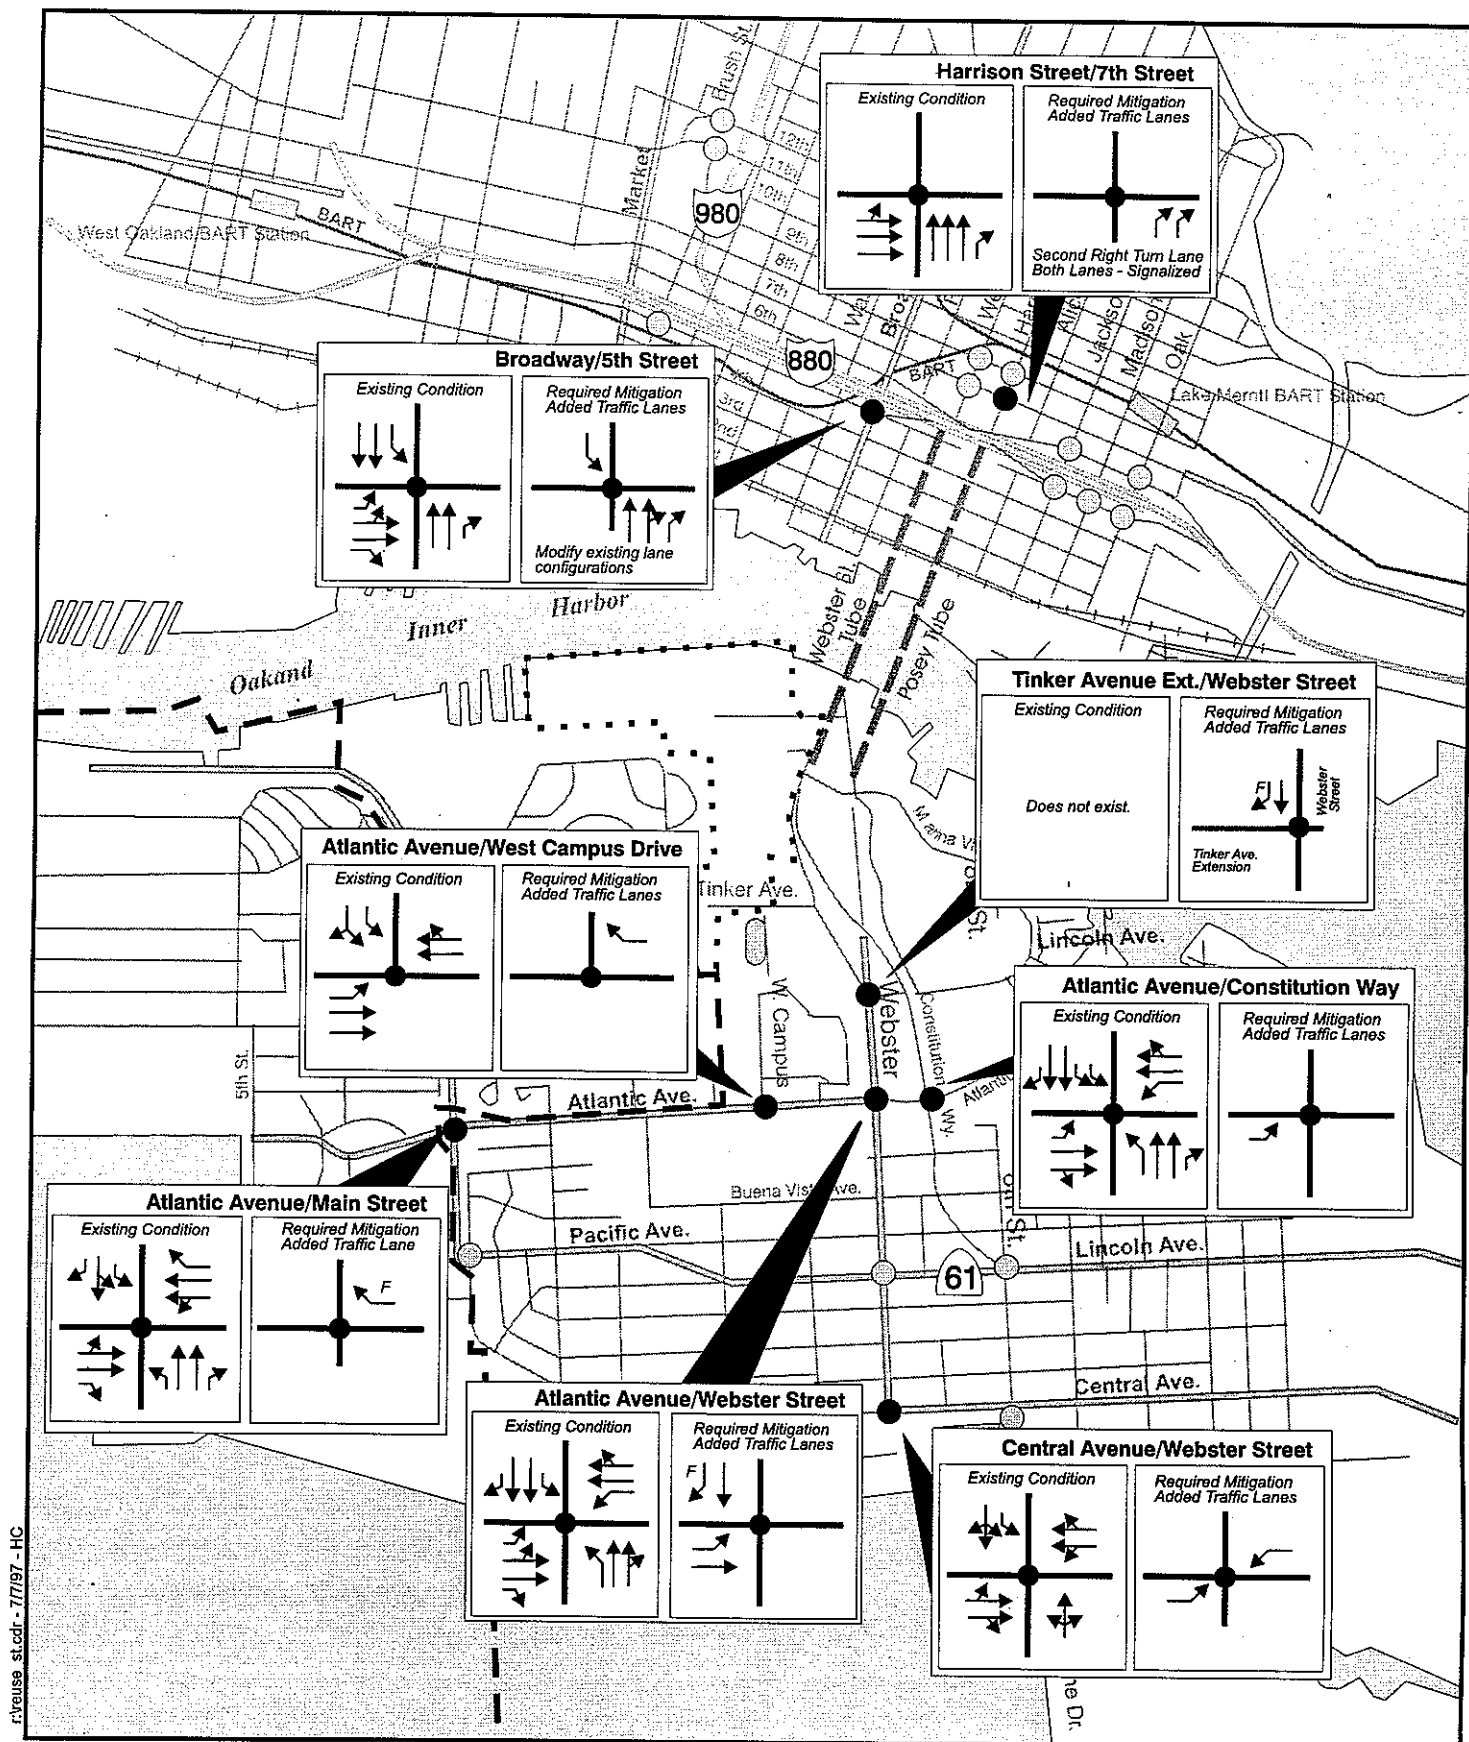 Harrison Street/7th Street
Existing Condition
Required Mitigation
Added Traffic Lanes
Second Right Turn Lane
Both Lanes - Signalized
Brush St.
Market
12th
11th
10th
9th
8th
7th
6th
980
BART
West Oakland BART Station
880
BART
Jackson
Madison
Oak
Lake Merritt BART Station
3rd
Broadway/5th Street
Existing Condition
Required Mitigation
Added Traffic Lanes
Modify existing lane
configurations
Oakand
Inner
Harbor
Webster St.
Tube
Posey Tube
Tinker Avenue Ext./Webster Street
Existing Condition
Does not exist.
Required Mitigation
Added Traffic Lanes
F
Webster
Street
Tinker Ave.
Extension
Atlantic Avenue/West Campus Drive
Existing Condition
Required Mitigation
Added Traffic Lanes
Tinker Ave.
St.
Lincoln Ave.
W. Campus
Webster
Constitution
Wy.
Atlantic
5th St.
Atlantic Ave.
Atlantic Avenue/Constitution Way
Existing Condition
Required Mitigation
Added Traffic Lanes
Atlantic Avenue/Main Street
Existing Condition
Required Mitigation
Added Traffic Lane
F
Buena Vista Ave.
Pacific Ave.
St.
Lincoln Ave.
61
Central Ave.
Atlantic Avenue/Webster Street
Existing Condition
Required Mitigation
Added Traffic Lanes
F
Central Avenue/Webster Street
Existing Condition
Required Mitigation
Added Traffic Lanes
ne Dr.
r:\reuse_st.cdr - 7/7/97 - HC